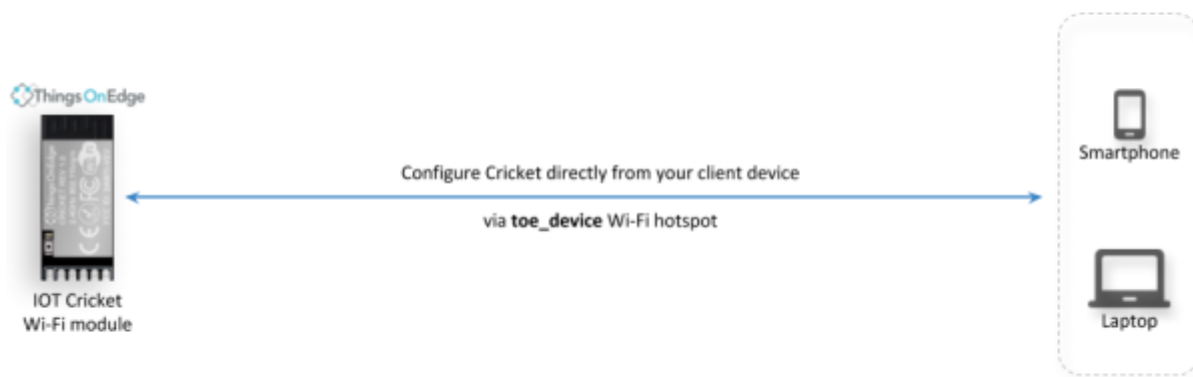 ThingsOnEdge
Configure Cricket directly from your client device
via toe_device Wi-Fi hotspot
IOT Cricket
Wi-Fi module
Smartphone
Laptop